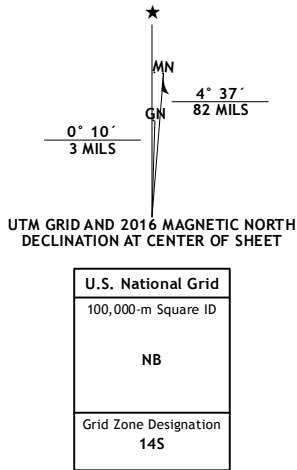 ★
MN
4° 37´
82 MILS
GN
0° 10´
3 MILS
UTM GRID AND 2016 MAGNETIC NORTH
DECLINATION AT CENTER OF SHEET
U.S. National Grid
100,000-m Square ID
NB
Grid Zone Designation
14S